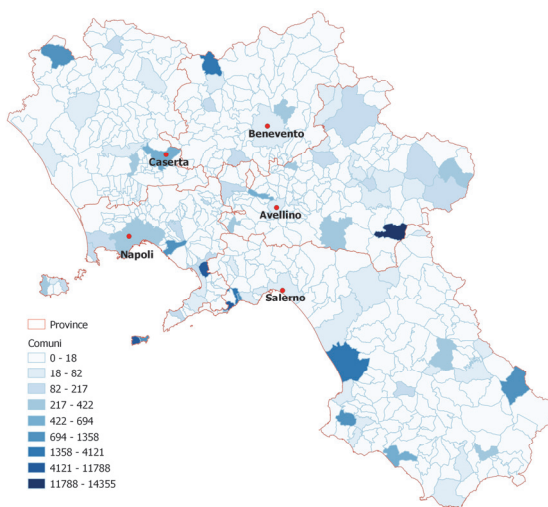 Benevento
Caserta
Avellino
Napoli
Salerno
Province
Comuni
0 - 18
18 - 82
82 - 217
217 - 422
422 - 694
694 - 1358
1358 - 4121
4121 - 11788
11788 - 14355